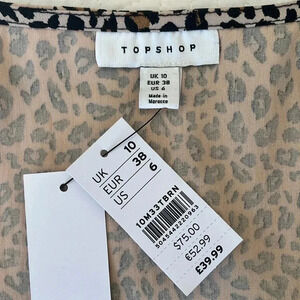 TOPSHOP
UK 10
EUR 38
US 6
Made in
Morocco
UK 10
EUR 38
US 6
10M33TBRN
5045442220963
$75.00
€52.99
£39.99